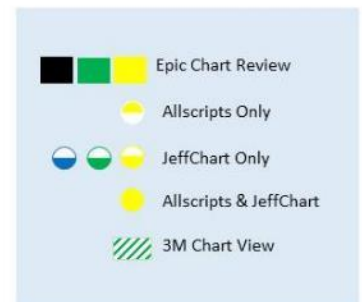 Epic Chart Review
Allscripts Only
JeffChart Only
Allscripts & JeffChart
3M Chart View